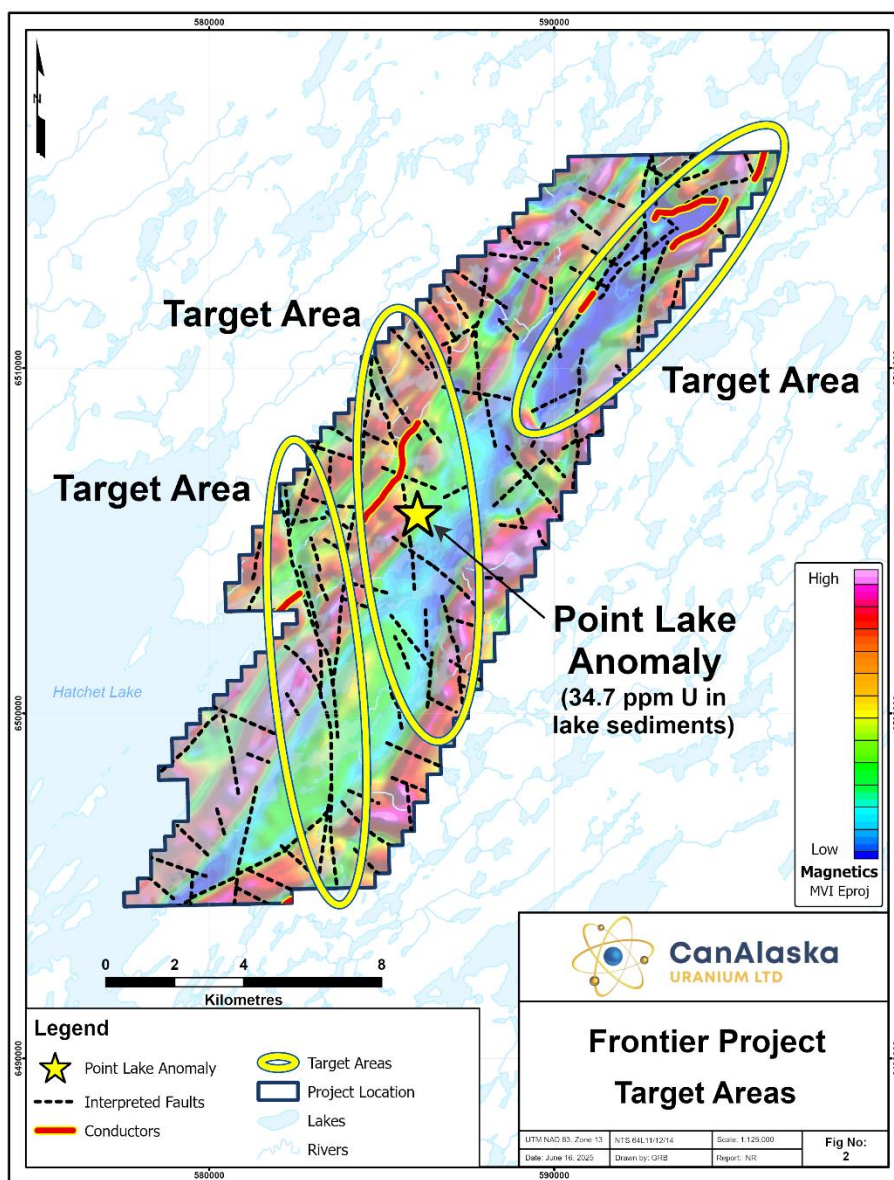 580000
590000
N
Target Area
6510000
Target Area
Target Area
Point Lake
Anomaly
(34.7 ppm U in
lake sediments)
High
Low
Magnetics
MVI Eproj
Hatchet Lake
6500000
0 2 4 8
Kilometres
CanAlaska
URANIUM LTD
Legend
Point Lake Anomaly
Interpreted Faults
Conductors
Target Areas
Project Location
Lakes
Rivers
6490000
Frontier Project
Target Areas
UTM NAD 83. Zone 13
NTS 64L11/12/14
Scale: 1:125,000
Fig No:
2
Date: June 16, 2025
Drawn by: GRB
Report: NR
580000
590000